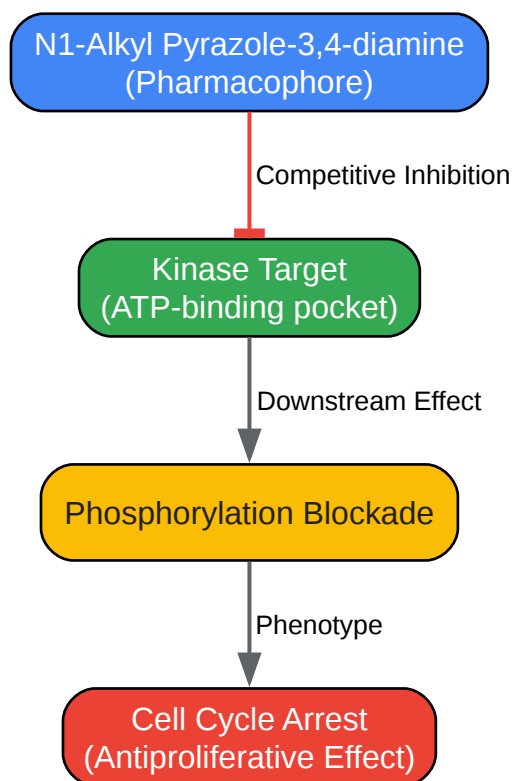 N1-Alkyl Pyrazole-3,4-diamine
(Pharmacophore)
Competitive Inhibition
Kinase Target
(ATP-binding pocket)
Downstream Effect
Phosphorylation Blockade
Phenotype
Cell Cycle Arrest
(Antiproliferative Effect)